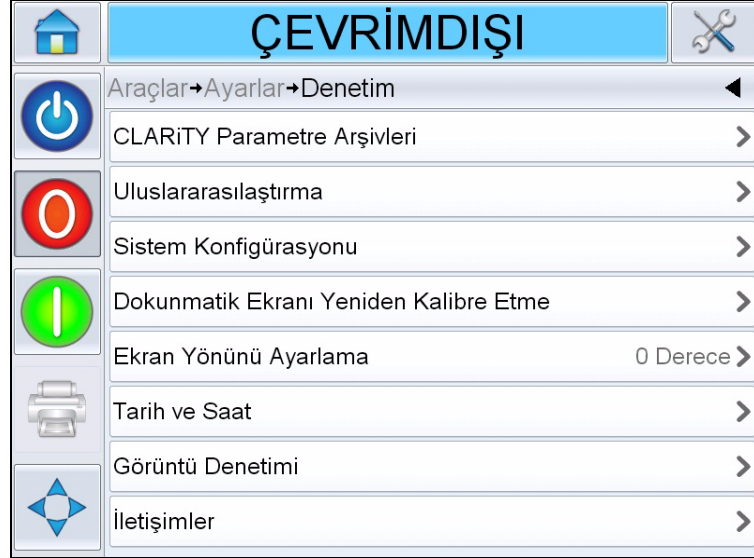 ÇEVRİMDIŞI
Araçlar→Ayarlar→Denetim
CLARiTY Parametre Arşivleri
Uluslararasılaştırma
Sistem Konfigürasyonu
Dokunmatik Ekranı Yeniden Kalibre Etme
Ekran Yönünü Ayarlama 0 Derece
Tarih ve Saat
Görüntü Denetimi
İletişimler